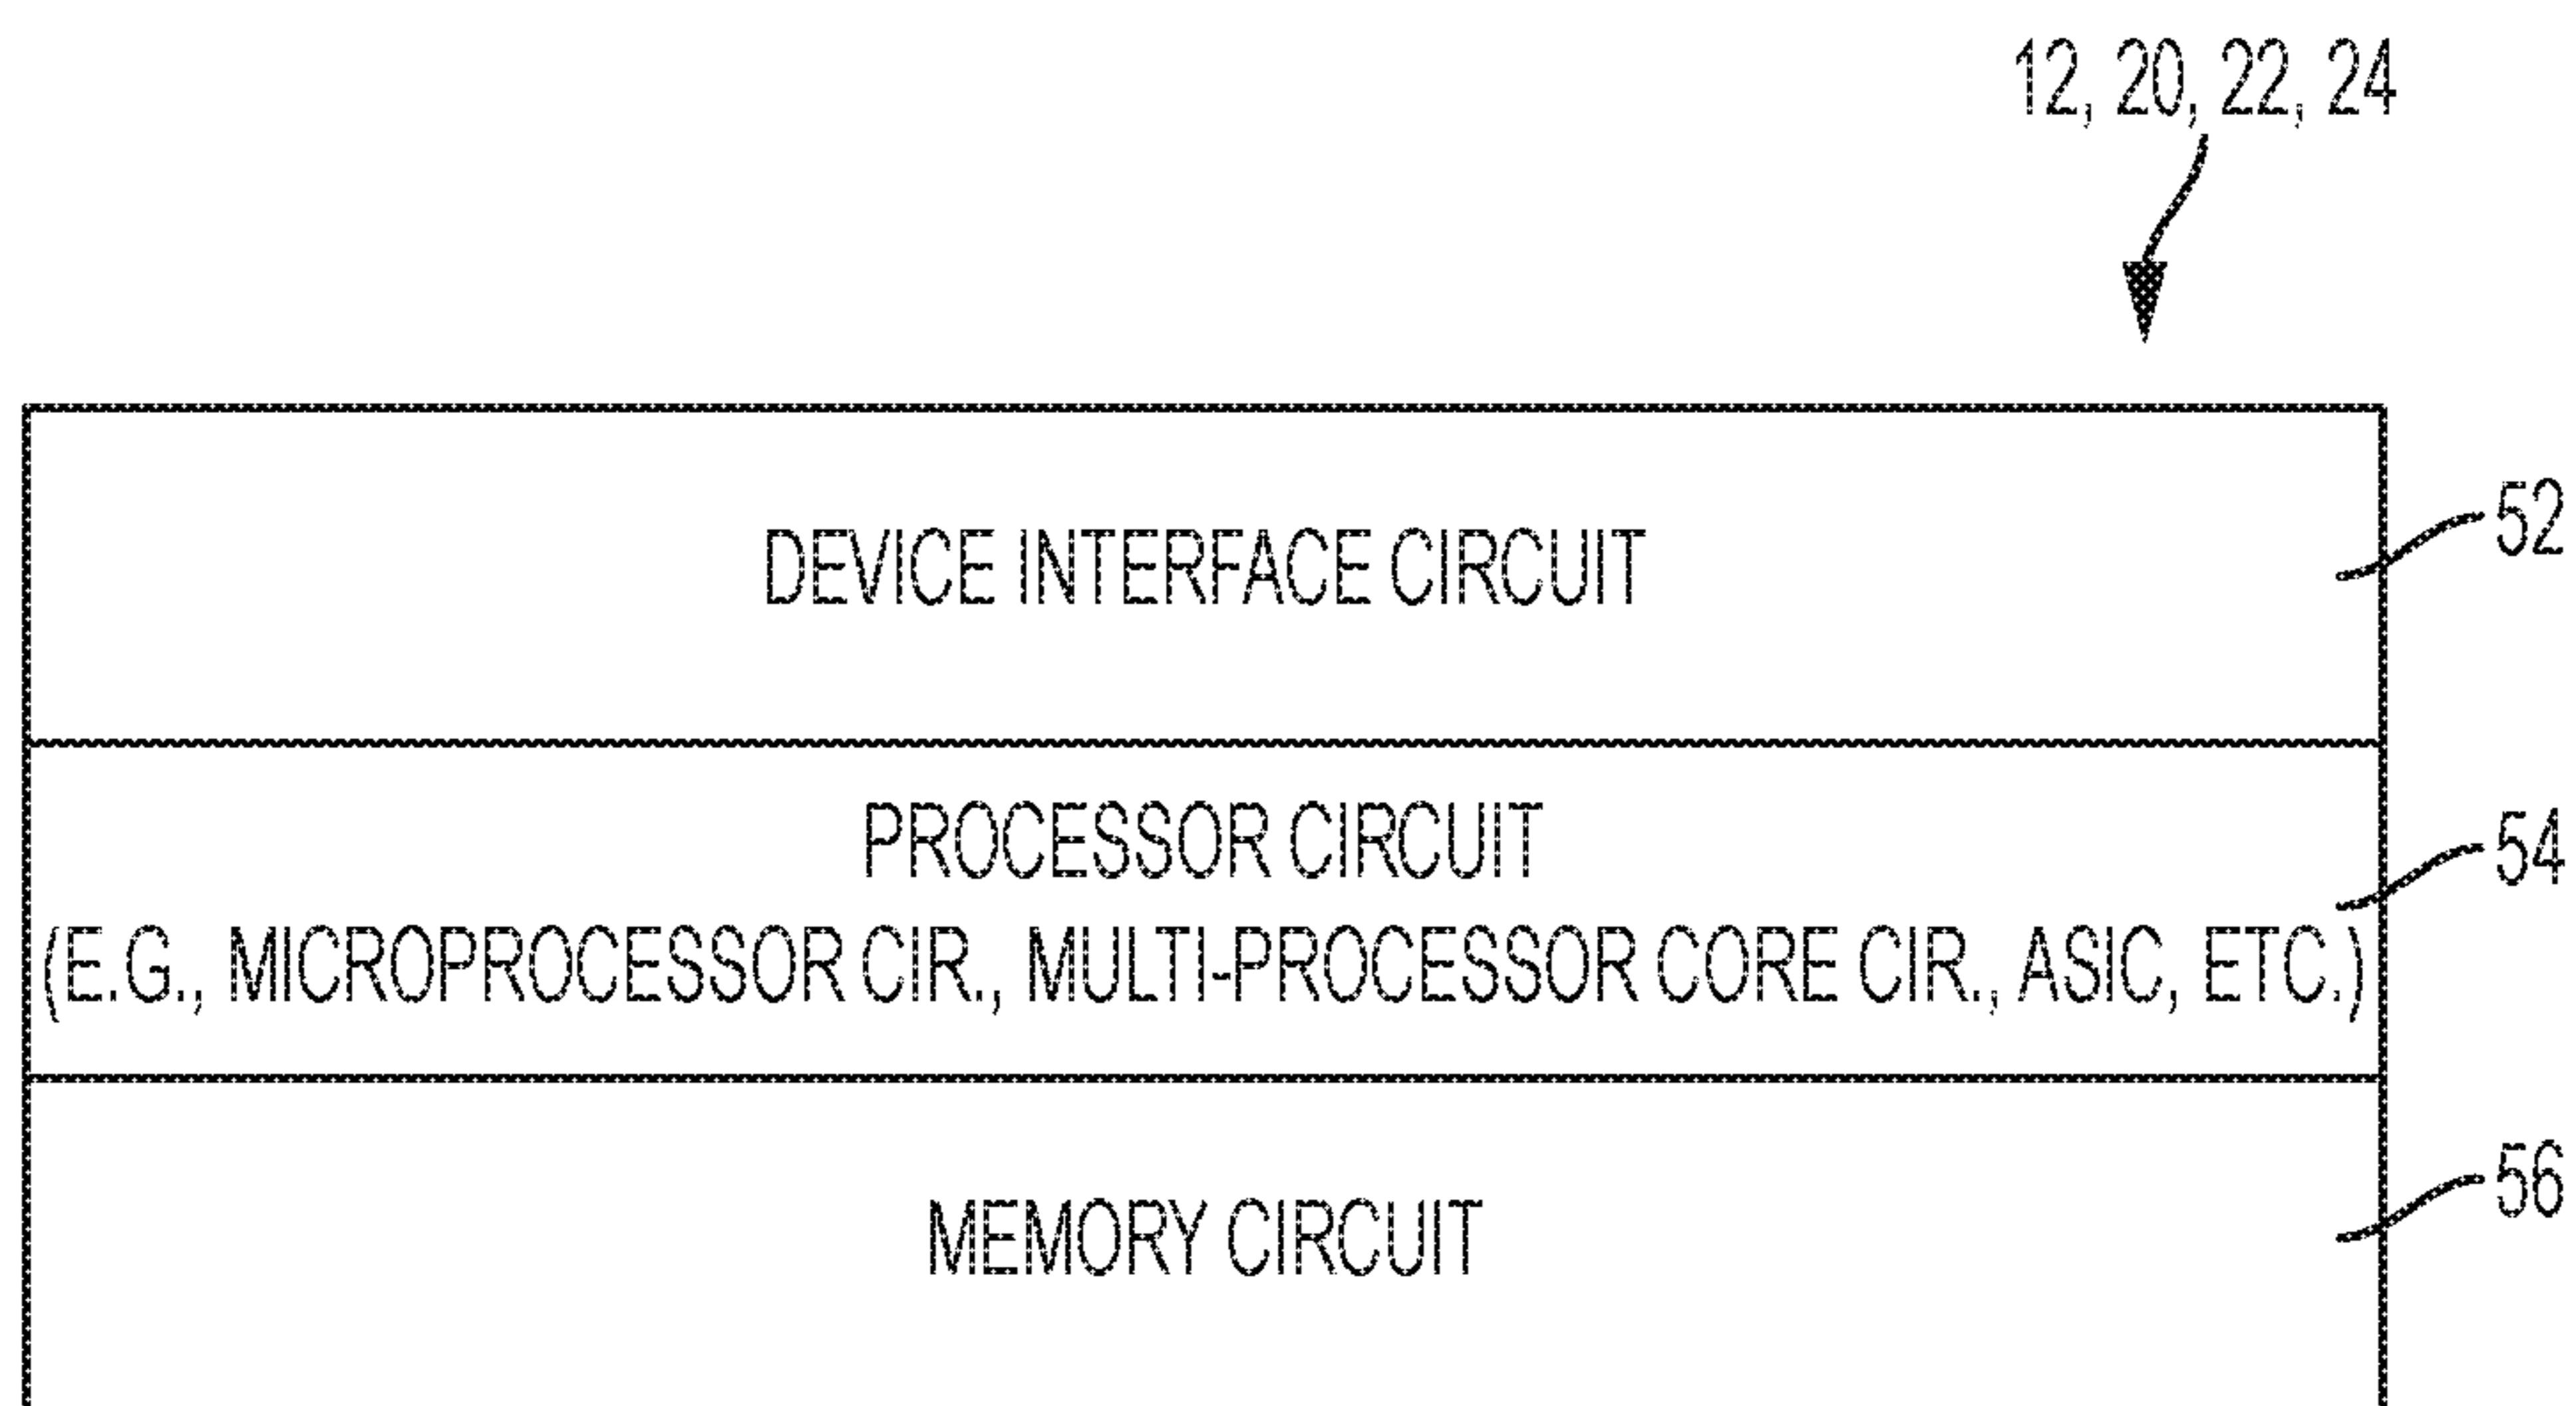 12, 20, 22, 24
DEVICE INTERFACE CIRCUIT
52
PROCESSOR CIRCUIT
(E.G., MICROPROCESSOR CIR., MULTI-PROCESSOR CORE CIR., ASIC, ETC.)
54
MEMORY CIRCUIT
56